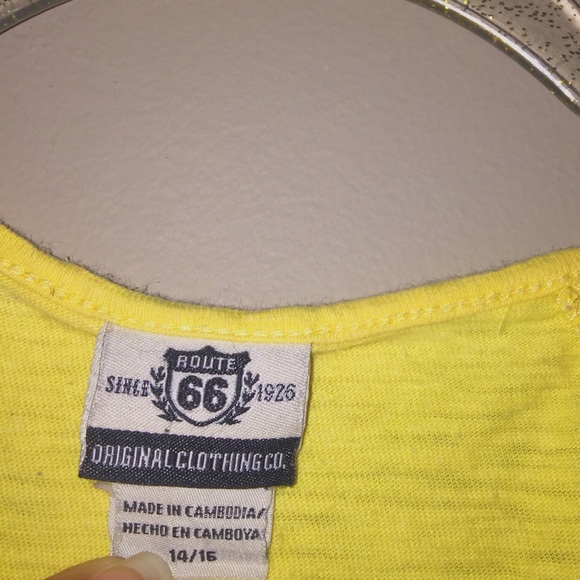 ROUTE
SINCE 66 1926
ORIGINAL CLOTHING CO.
MADE IN CAMBODIA/
HECHO EN CAMBOYA
14/16